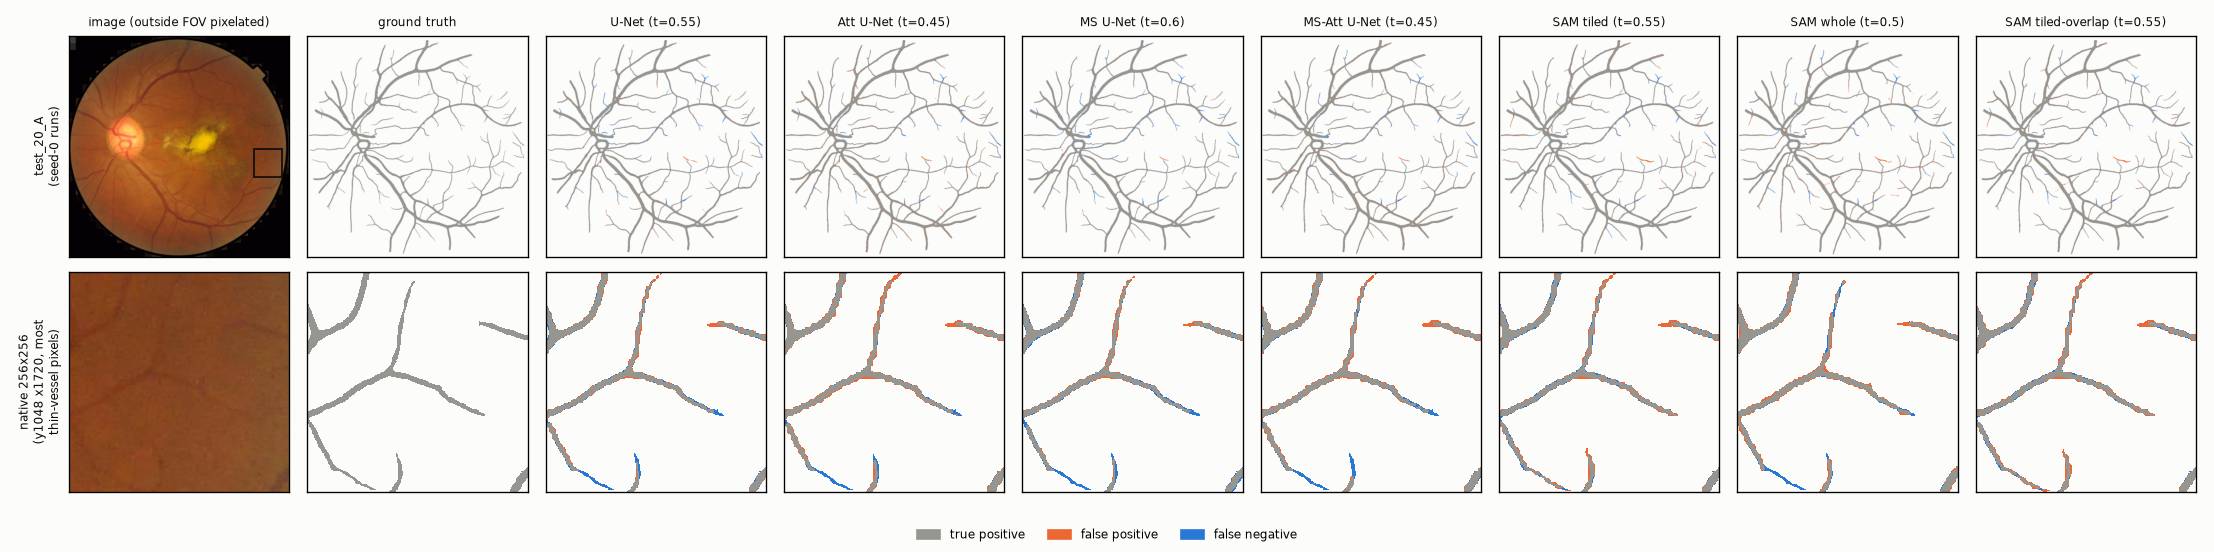 image (outside FOV pixelated)
ground truth
U-Net (t=0.55)
Att U-Net (t=0.45)
MS U-Net (t=0.6)
MS-Att U-Net (t=0.45)
SAM tiled (t=0.55)
SAM whole (t=0.5)
SAM tiled-overlap (t=0.55)
test_20_A
(seed-0 runs)
native 256x256
(y1048 x1720, most
thin-vessel pixels)
true positive
false positive
false negative